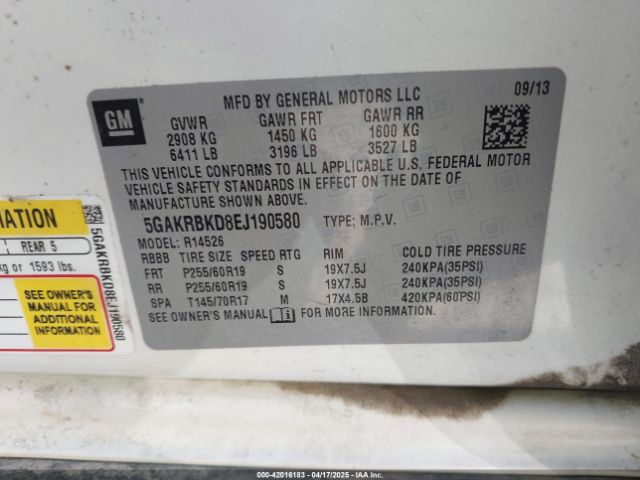 MFD BY GENERAL MOTORS LLC
09/13
GM
GVWR GAWR FRT GAWR RR
2908 KG 1450 KG 1600 KG
6411 LB 3196 LB 3527 LB
THIS VEHICLE CONFORMS TO ALL APPLICABLE U.S. FEDERAL MOTOR
VEHICLE SAFETY STANDARDS IN EFFECT ON THE DATE OF
MANUFACTURE SHOWN ABOVE.
5GAKRBKD8EJ190580 TYPE: M.P.V.
MODEL: R14526
RBBB TIRE SIZE SPEED RTG RIM COLD TIRE PRESSURE
FRT P255/60R19 S 19X7.5J 240KPA(35PSI)
RR P255/60R19 S 19X7.5J 240KPA(35PSI)
SPA T145/70R17 M 17X4.5B 420KPA(60PSI)
SEE OWNER'S MANUAL FOR MORE INFORMATION.
REAR 5
kg or 1593 lbs.
SEE OWNER'S
MANUAL FOR
ADDITIONAL
INFORMATION
5GAKRBKD8EJ190580
000-42016183 - 04/17/2025 - IAAI.COM